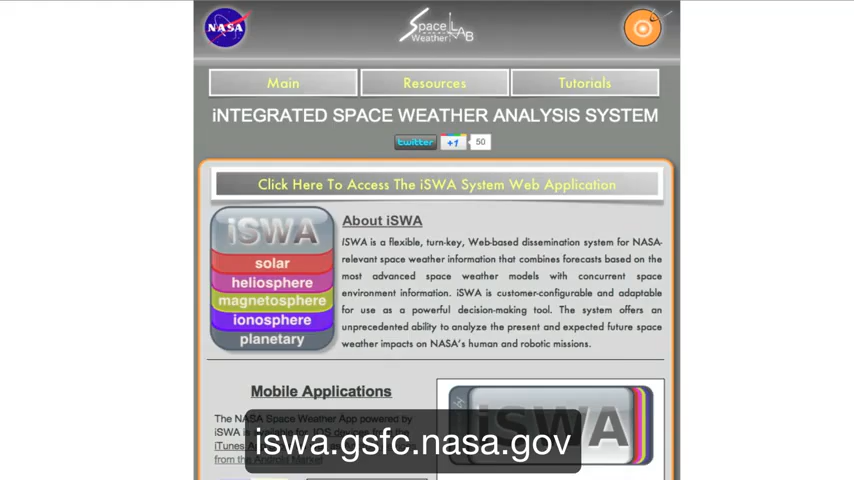 NASA
Space Weather LAB
Main Resources Tutorials
iNTEGRATED SPACE WEATHER ANALYSIS SYSTEM
twitter +1 50
Click Here To Access The iSWA System Web Application
iSWA
solar
heliosphere
magnetosphere
ionosphere
planetary
About iSWA
iSWA is a flexible, turn-key, Web-based dissemination system for NASA-
relevant space weather information that combines forecasts based on the
most advanced space weather models with concurrent space
environment information. iSWA is customer-configurable and adaptable
for use as a powerful decision-making tool. The system offers an
unprecedented ability to analyze the present and expected future space
weather impacts on NASA's human and robotic missions.
Mobile Applications
The NASA Space Weather App powered by
iSWA is available for IOS devices from the
iTunes
from the Android Market
by
iSWA
iswa.gsfc.nasa.gov